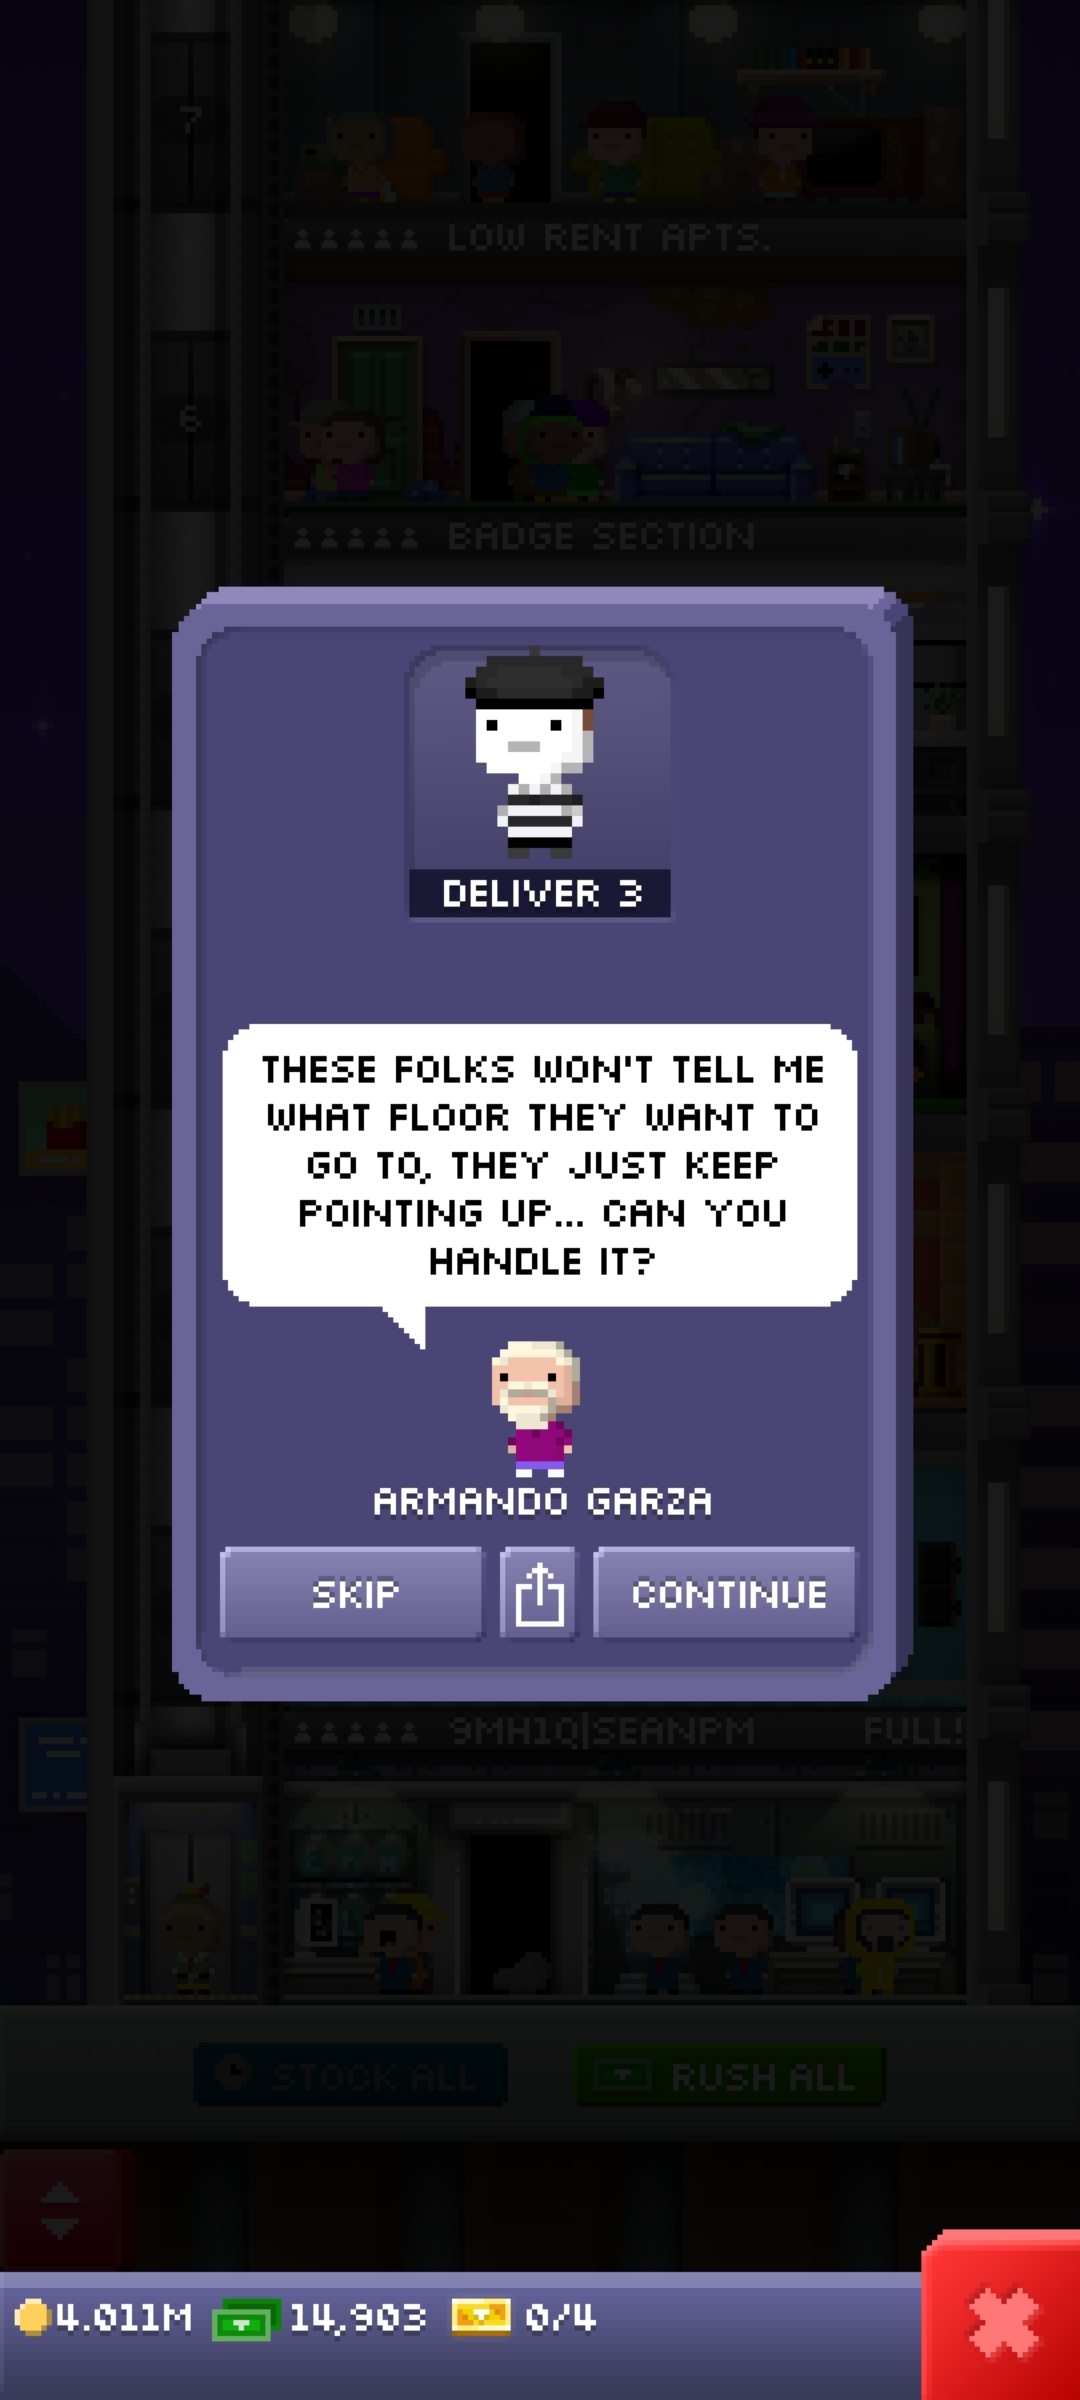 7
LOW RENT APTS.
6
BADGE SECTION
DELIVER 3
THESE FOLKS WON'T TELL ME
WHAT FLOOR THEY WANT TO
GO TO, THEY JUST KEEP
POINTING UP... CAN YOU
HANDLE IT?
ARMANDO GARZA
SKIP
CONTINUE
9MH1Q|SEANPM FULL!
STOCK ALL
RUSH ALL
4.011M 14,903 0/4